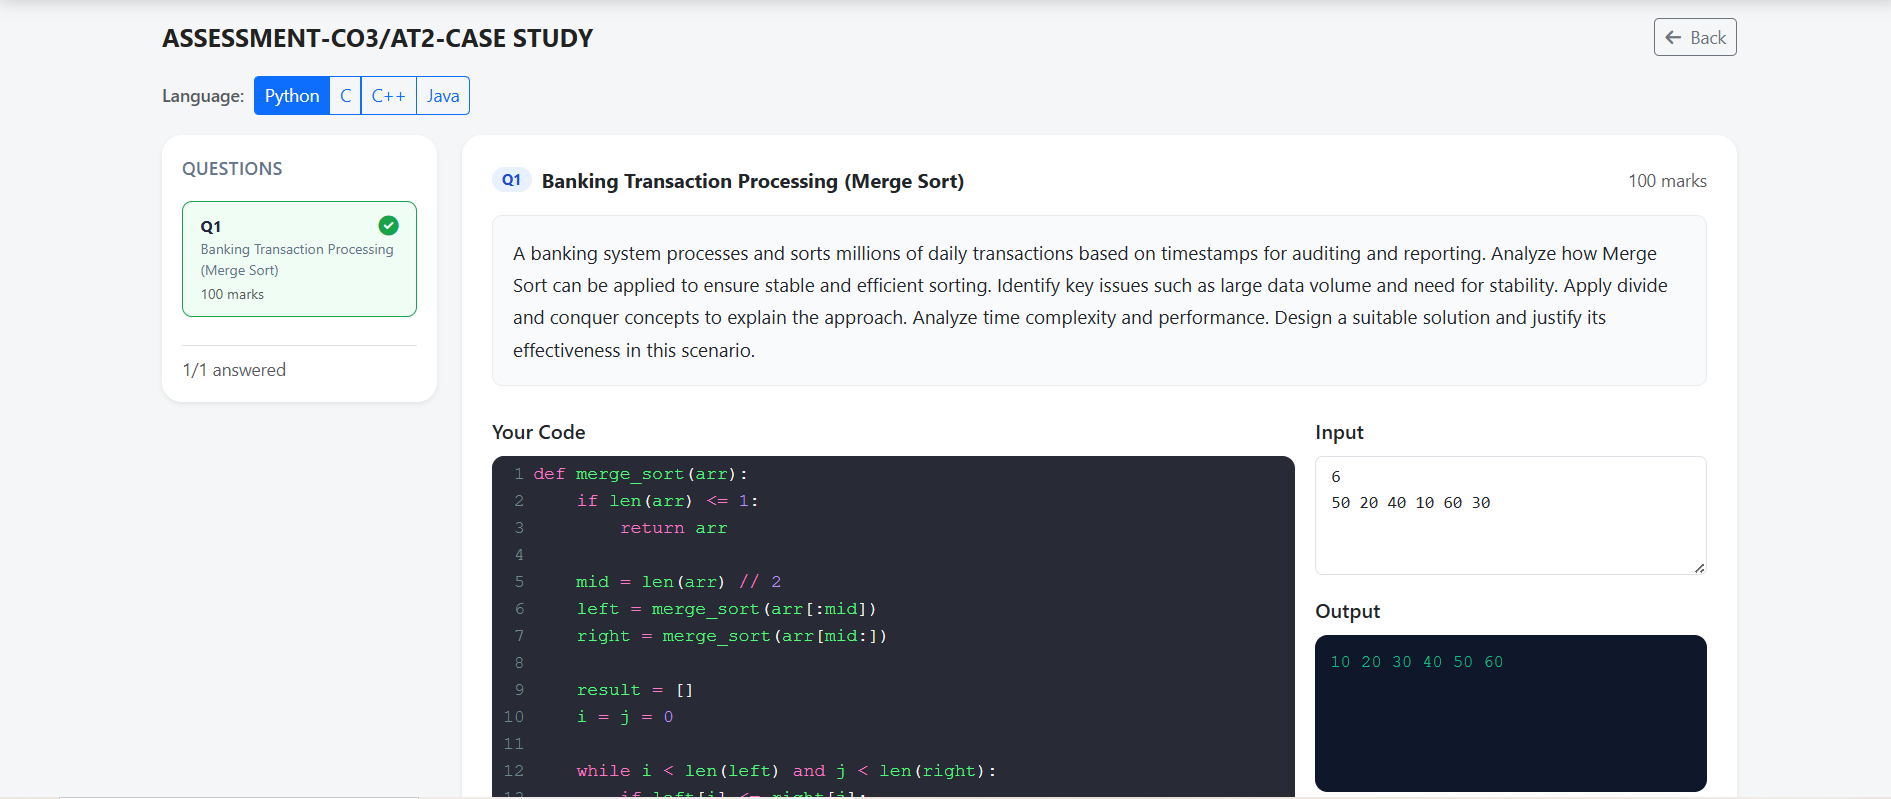 ASSESSMENT-CO3/AT2-CASE STUDY
Back
Language: Python C C++ Java
QUESTIONS
Q1
Banking Transaction Processing
(Merge Sort)
100 marks
1/1 answered
Q1 Banking Transaction Processing (Merge Sort)
100 marks
A banking system processes and sorts millions of daily transactions based on timestamps for auditing and reporting. Analyze how Merge
Sort can be applied to ensure stable and efficient sorting. Identify key issues such as large data volume and need for stability. Apply divide
and conquer concepts to explain the approach. Analyze time complexity and performance. Design a suitable solution and justify its
effectiveness in this scenario.
Your Code
1 def merge_sort(arr):
2     if len(arr) <= 1:
3         return arr
4
5     mid = len(arr) // 2
6     left = merge_sort(arr[:mid])
7     right = merge_sort(arr[mid:])
8
9     result = []
10     i = j = 0
11
12     while i < len(left) and j < len(right):
13         if left[i] <= right[j]:
Input
6
50 20 40 10 60 30
Output
10 20 30 40 50 60